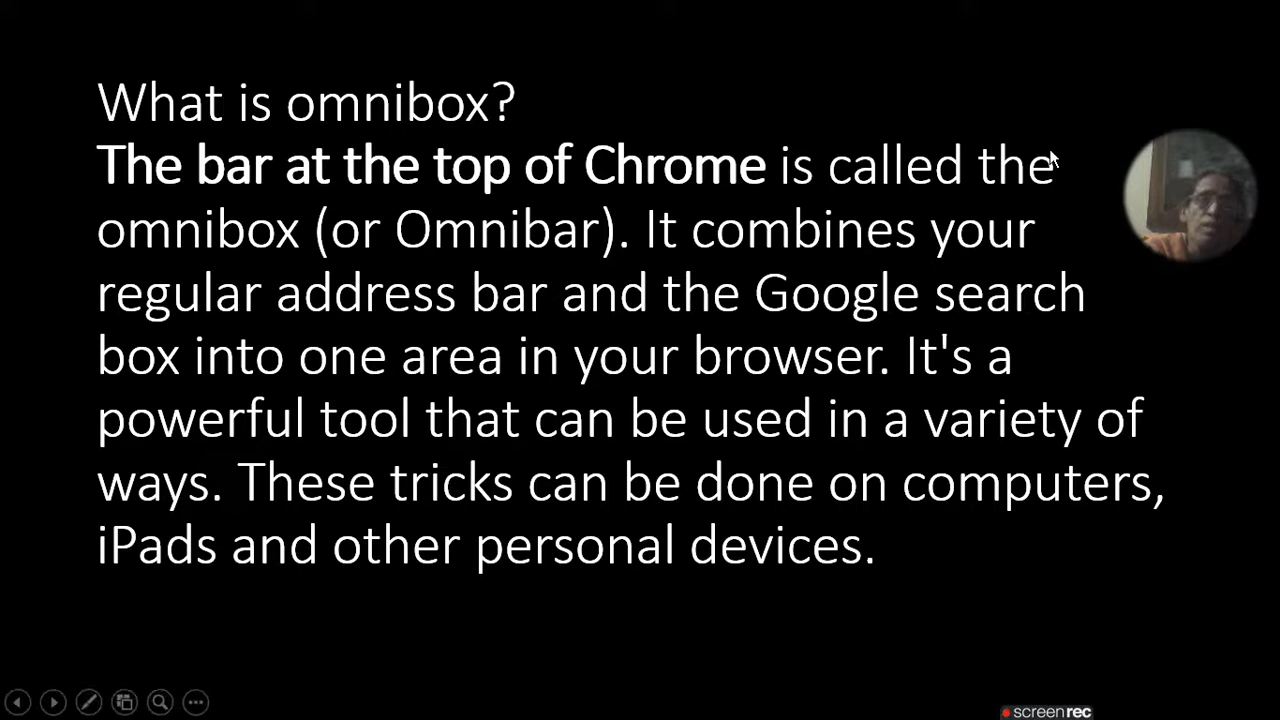 What is omnibox?
The bar at the top of Chrome is called the
omnibox (or Omnibar). It combines your
regular address bar and the Google search
box into one area in your browser. It's a
powerful tool that can be used in a variety of
ways. These tricks can be done on computers,
iPads and other personal devices.
screenrec